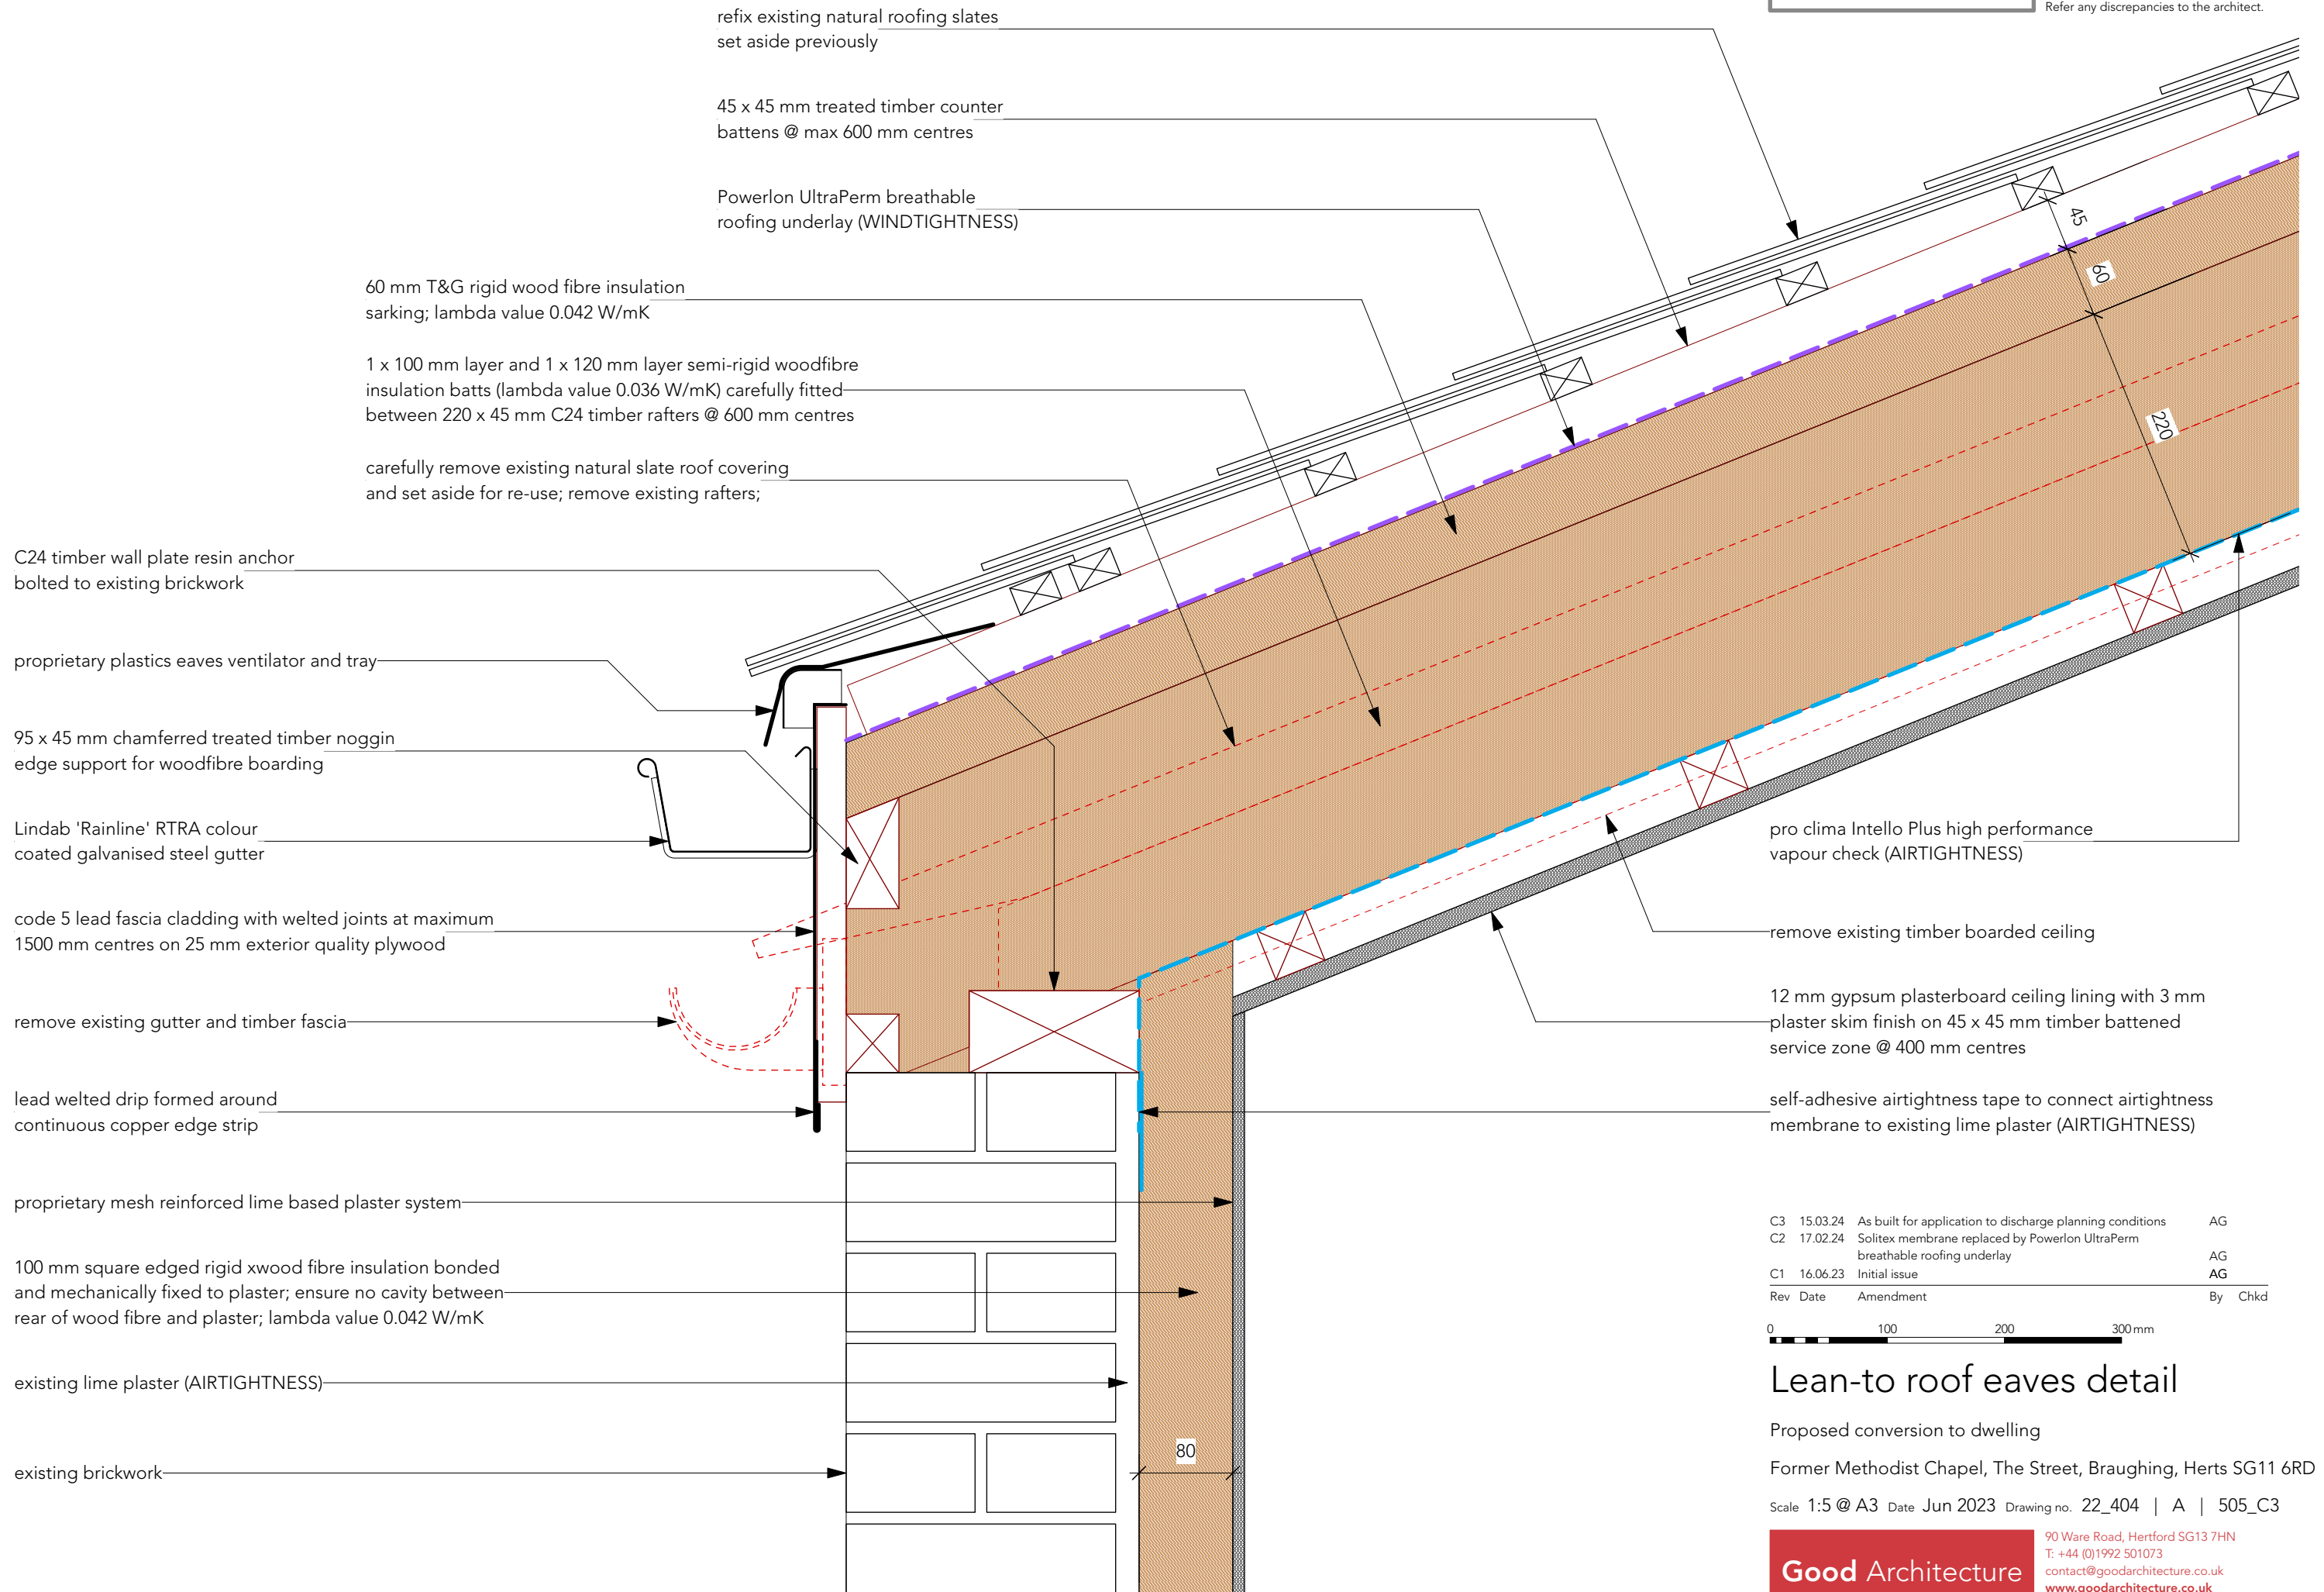 refix existing natural roofing slates
set aside previously
45 x 45 mm treated timber counter
battens @ max 600 mm centres
Powerlon UltraPerm breathable
roofing underlay (WINDTIGHTNESS)
60 mm T&G rigid wood fibre insulation
sarking; lambda value 0.042 W/mK
1 x 100 mm layer and 1 x 120 mm layer semi-rigid woodfibre
insulation batts (lambda value 0.036 W/mK) carefully fitted
between 220 x 45 mm C24 timber rafters @ 600 mm centres
carefully remove existing natural slate roof covering
and set aside for re-use; remove existing rafters;
C24 timber wall plate resin anchor
bolted to existing brickwork
proprietary plastics eaves ventilator and tray
95 x 45 mm chamferred treated timber noggin
edge support for woodfibre boarding
Lindab 'Rainline' RTRA colour
coated galvanised steel gutter
code 5 lead fascia cladding with welted joints at maximum
1500 mm centres on 25 mm exterior quality plywood
remove existing gutter and timber fascia
lead welted drip formed around
continuous copper edge strip
proprietary mesh reinforced lime based plaster system
100 mm square edged rigid xwood fibre insulation bonded
and mechanically fixed to plaster; ensure no cavity between
rear of wood fibre and plaster; lambda value 0.042 W/mK
existing lime plaster (AIRTIGHTNESS)
existing brickwork
80
45
60
220
Refer any discrepancies to the architect.
pro clima Intello Plus high performance
vapour check (AIRTIGHTNESS)
remove existing timber boarded ceiling
12 mm gypsum plasterboard ceiling lining with 3 mm
plaster skim finish on 45 x 45 mm timber battened
service zone @ 400 mm centres
self-adhesive airtightness tape to connect airtightness
membrane to existing lime plaster (AIRTIGHTNESS)
C3 15.03.24 As built for application to discharge planning conditions AG
C2 17.02.24 Solitex membrane replaced by Powerlon UltraPerm
breathable roofing underlay AG
C1 16.06.23 Initial issue AG
Rev Date Amendment By Chkd
0 100 200 300 mm
Lean-to roof eaves detail
Proposed conversion to dwelling
Former Methodist Chapel, The Street, Braughing, Herts SG11 6RD
Scale 1:5 @ A3 Date Jun 2023 Drawing no. 22_404 | A | 505_C3
Good Architecture
90 Ware Road, Hertford SG13 7HN
T: +44 (0)1992 501073
contact@goodarchitecture.co.uk
www.goodarchitecture.co.uk